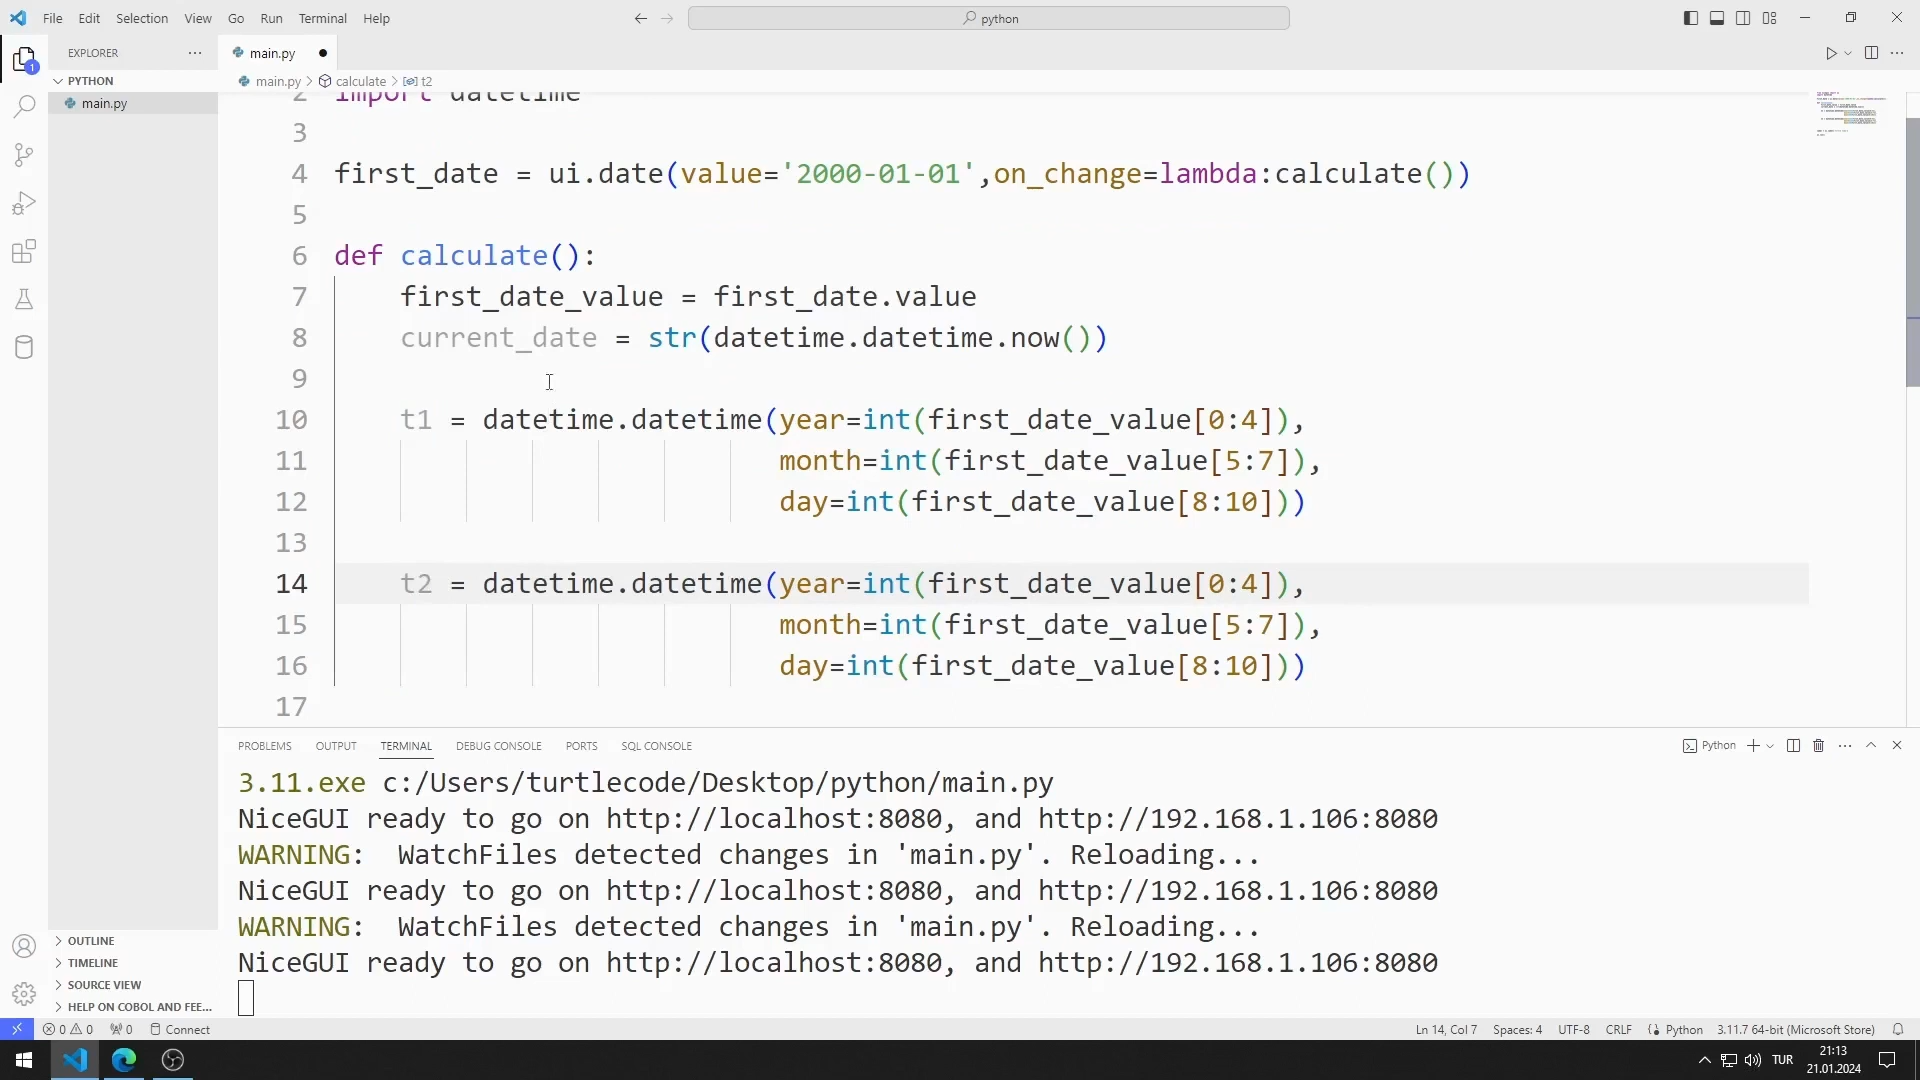 File Edit Selection View Go Run Terminal Help
python
EXPLORER
main.py
1
PYTHON
main.py
main.py > calculate > t2
2 import datetime
3
4 first_date = ui.date(value='2000-01-01',on_change=lambda:calculate())
5
6 def calculate():
7 first_date_value = first_date.value
8 current_date = str(datetime.datetime.now())
9
10 t1 = datetime.datetime(year=int(first_date_value[0:4]),
11 month=int(first_date_value[5:7]),
12 day=int(first_date_value[8:10]))
13
14 t2 = datetime.datetime(year=int(first_date_value[0:4]),
15 month=int(first_date_value[5:7]),
16 day=int(first_date_value[8:10]))
17
PROBLEMS OUTPUT TERMINAL DEBUG CONSOLE PORTS SQL CONSOLE
Python
3.11.exe c:/Users/turtlecode/Desktop/python/main.py
NiceGUI ready to go on http://localhost:8080, and http://192.168.1.106:8080
WARNING:  WatchFiles detected changes in 'main.py'. Reloading...
NiceGUI ready to go on http://localhost:8080, and http://192.168.1.106:8080
WARNING:  WatchFiles detected changes in 'main.py'. Reloading...
NiceGUI ready to go on http://localhost:8080, and http://192.168.1.106:8080
OUTLINE
TIMELINE
SOURCE VIEW
HELP ON COBOL AND FEE...
0 0 0 Connect
Ln 14, Col 7 Spaces: 4 UTF-8 CRLF Python 3.11.7 64-bit (Microsoft Store)
TUR
21:13
21.01.2024